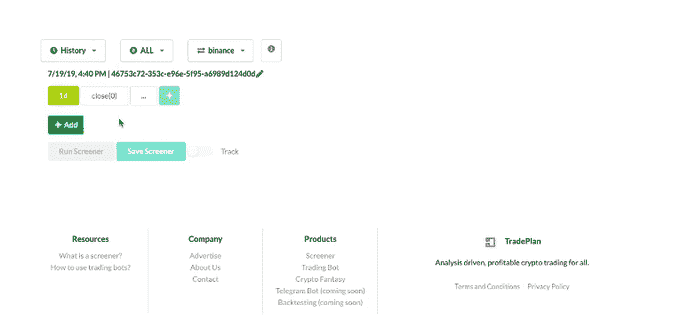 History ALL binance
7/19/19, 4:40 PM | 46753c72-353c-e96e-5f95-a6989d124d0d
1d close(0) ... +
+ Add
Run Screener Save Screener Track
Resources
What is a screener?
How to use trading bots?
Company
Advertise
About Us
Contact
Products
Screener
Trading Bot
Crypto Fantasy
Telegram Bot (coming soon)
Backtesting (coming soon)
TradePlan
Analysis driven, profitable crypto trading for all.
Terms and Conditions Privacy Policy